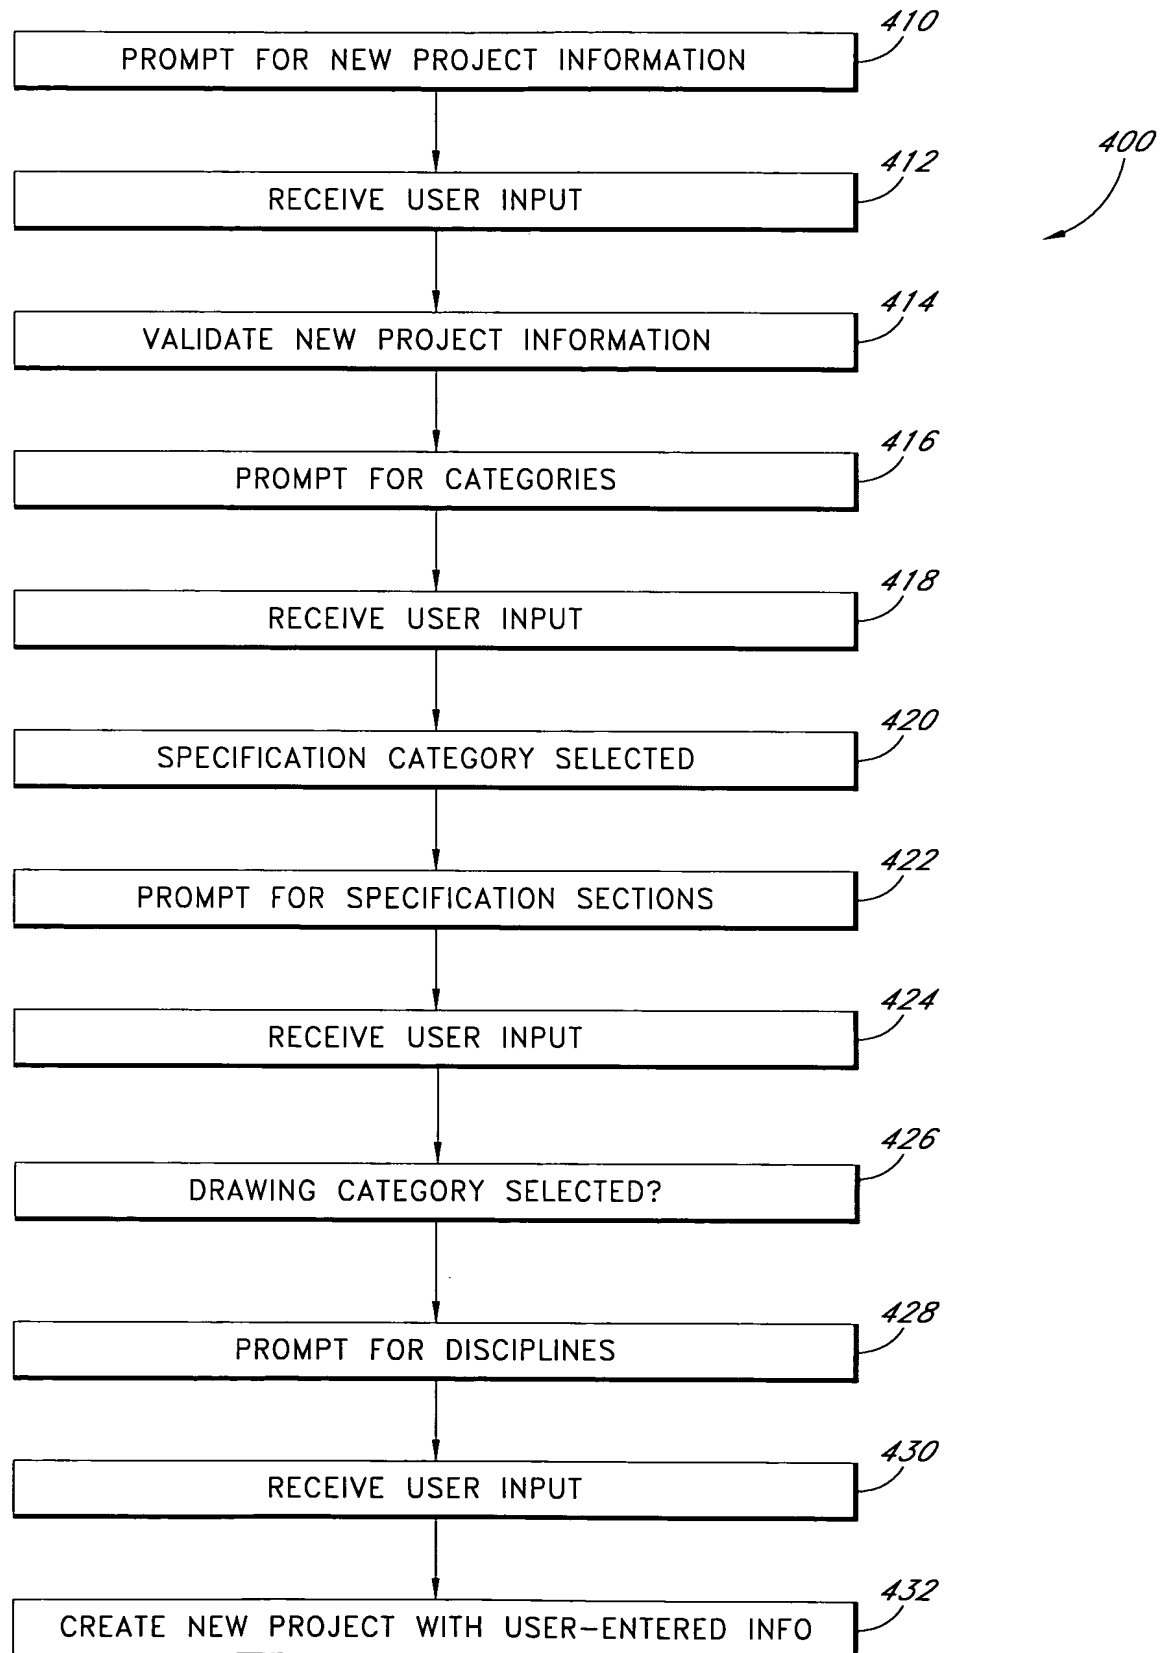 410
PROMPT FOR NEW PROJECT INFORMATION
400
412
RECEIVE USER INPUT
414
VALIDATE NEW PROJECT INFORMATION
416
PROMPT FOR CATEGORIES
418
RECEIVE USER INPUT
420
SPECIFICATION CATEGORY SELECTED
422
PROMPT FOR SPECIFICATION SECTIONS
424
RECEIVE USER INPUT
426
DRAWING CATEGORY SELECTED?
428
PROMPT FOR DISCIPLINES
430
RECEIVE USER INPUT
432
CREATE NEW PROJECT WITH USER-ENTERED INFO